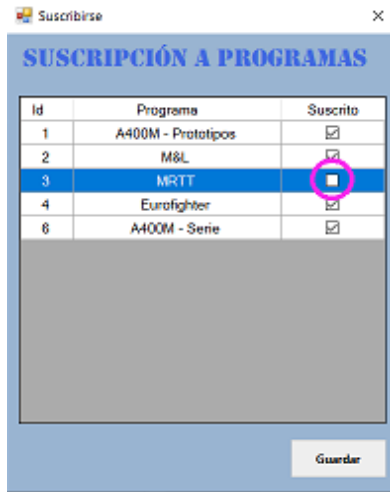 Suscribirse
SUSCRIPCIÓN A PROGRAMAS
Id Programa Suscrito
1 A400M - Prototipos
2 M&L
3 MRTT
4 Eurofighter
6 A400M - Serie
Guardar